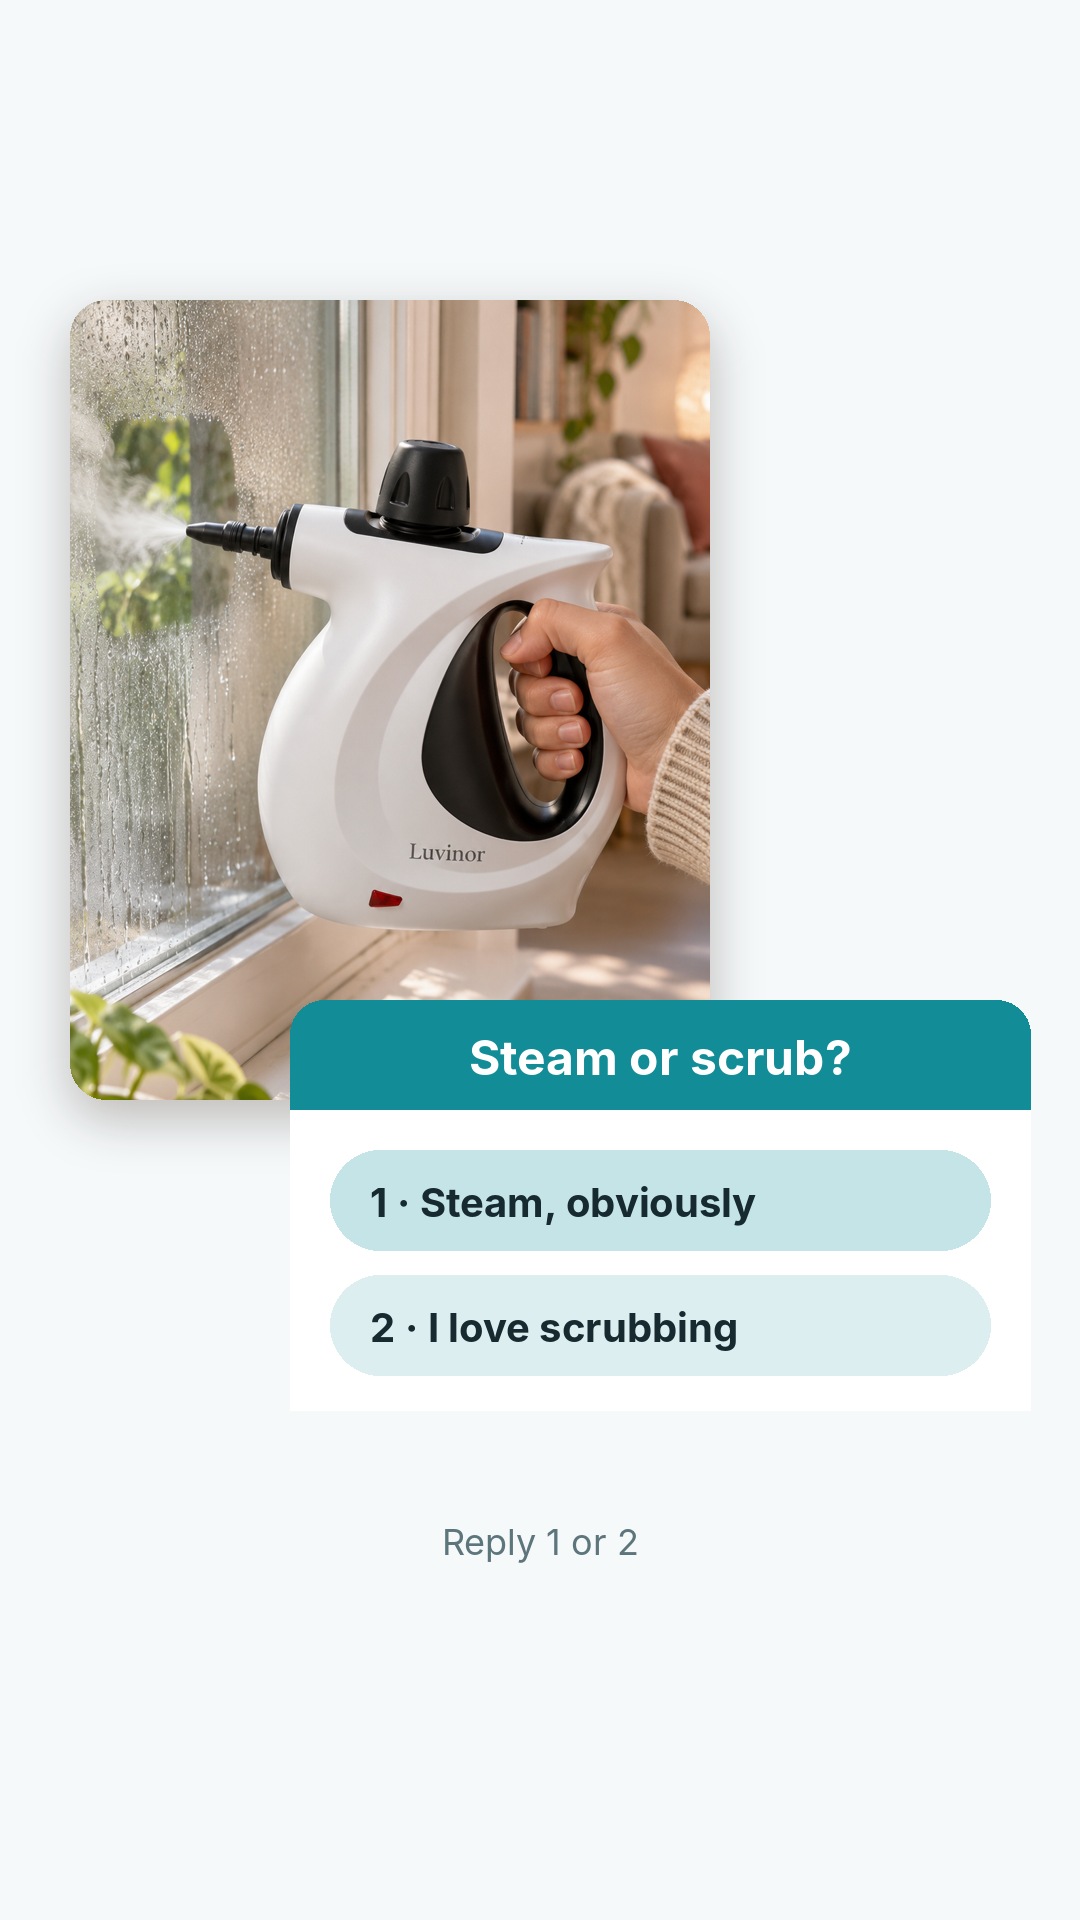 Luvinor
Steam or scrub?
1 · Steam, obviously
2 · I love scrubbing
Reply 1 or 2